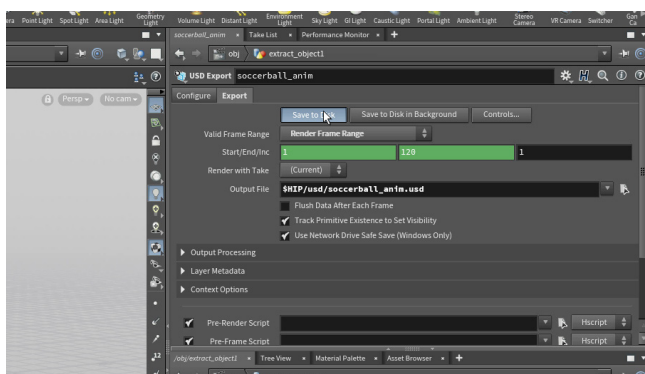 era Point Light Spot Light Area Light Geometry Light Volume Light Distant Light Environment Light Sky Light GI Light Caustic Light Portal Light Ambient Light Stereo Camera VR Camera Switcher
soccerball_anim Take List Performance Monitor
obj extract_object1
USD Export soccerball_anim
Persp No cam
Configure Export
Save to Disk Save to Disk in Background Controls...
Valid Frame Range Render Frame Range
Start/End/Inc 1 120 1
Render with Take (Current)
Output File $HIP/usd/soccerball_anim.usd
Flush Data After Each Frame
Track Primitive Existence to Set Visibility
Use Network Drive Safe Save (Windows Only)
Output Processing
Layer Metadata
Context Options
Pre-Render Script Hscript
Pre-Frame Script Hscript
12
/obj/extract_object1 Tree View Material Palette Asset Browser